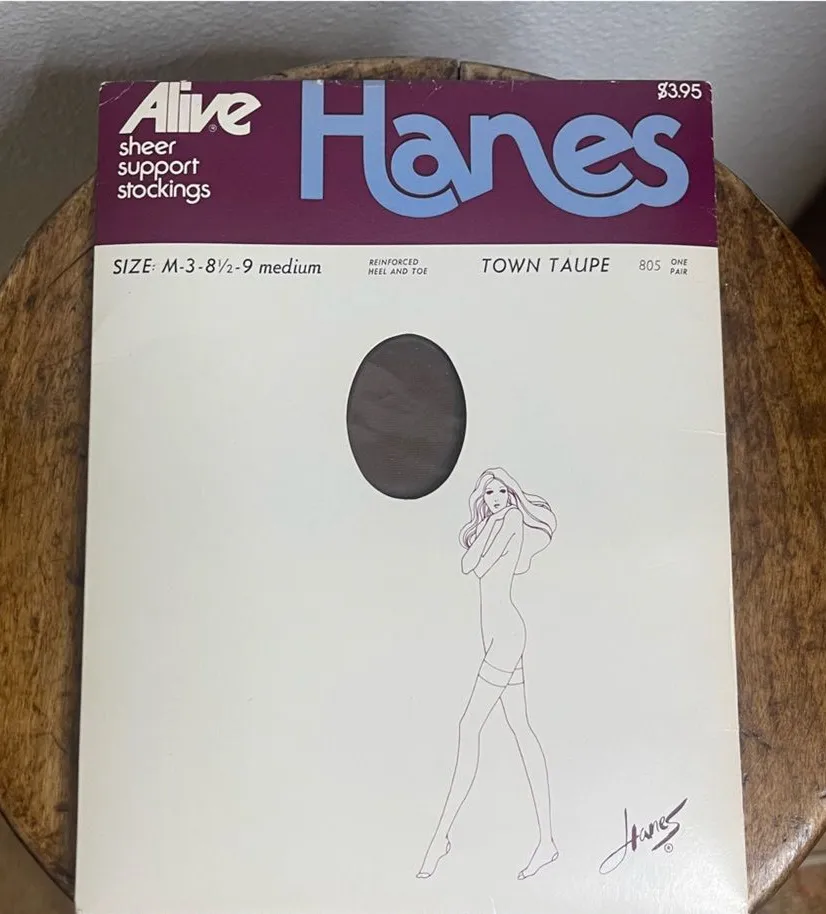 Alive®
sheer
support
stockings
Hanes
$3.95
SIZE: M-3-8½-9 medium
REINFORCED
HEEL AND TOE
TOWN TAUPE
805
ONE
PAIR
Hanes
®